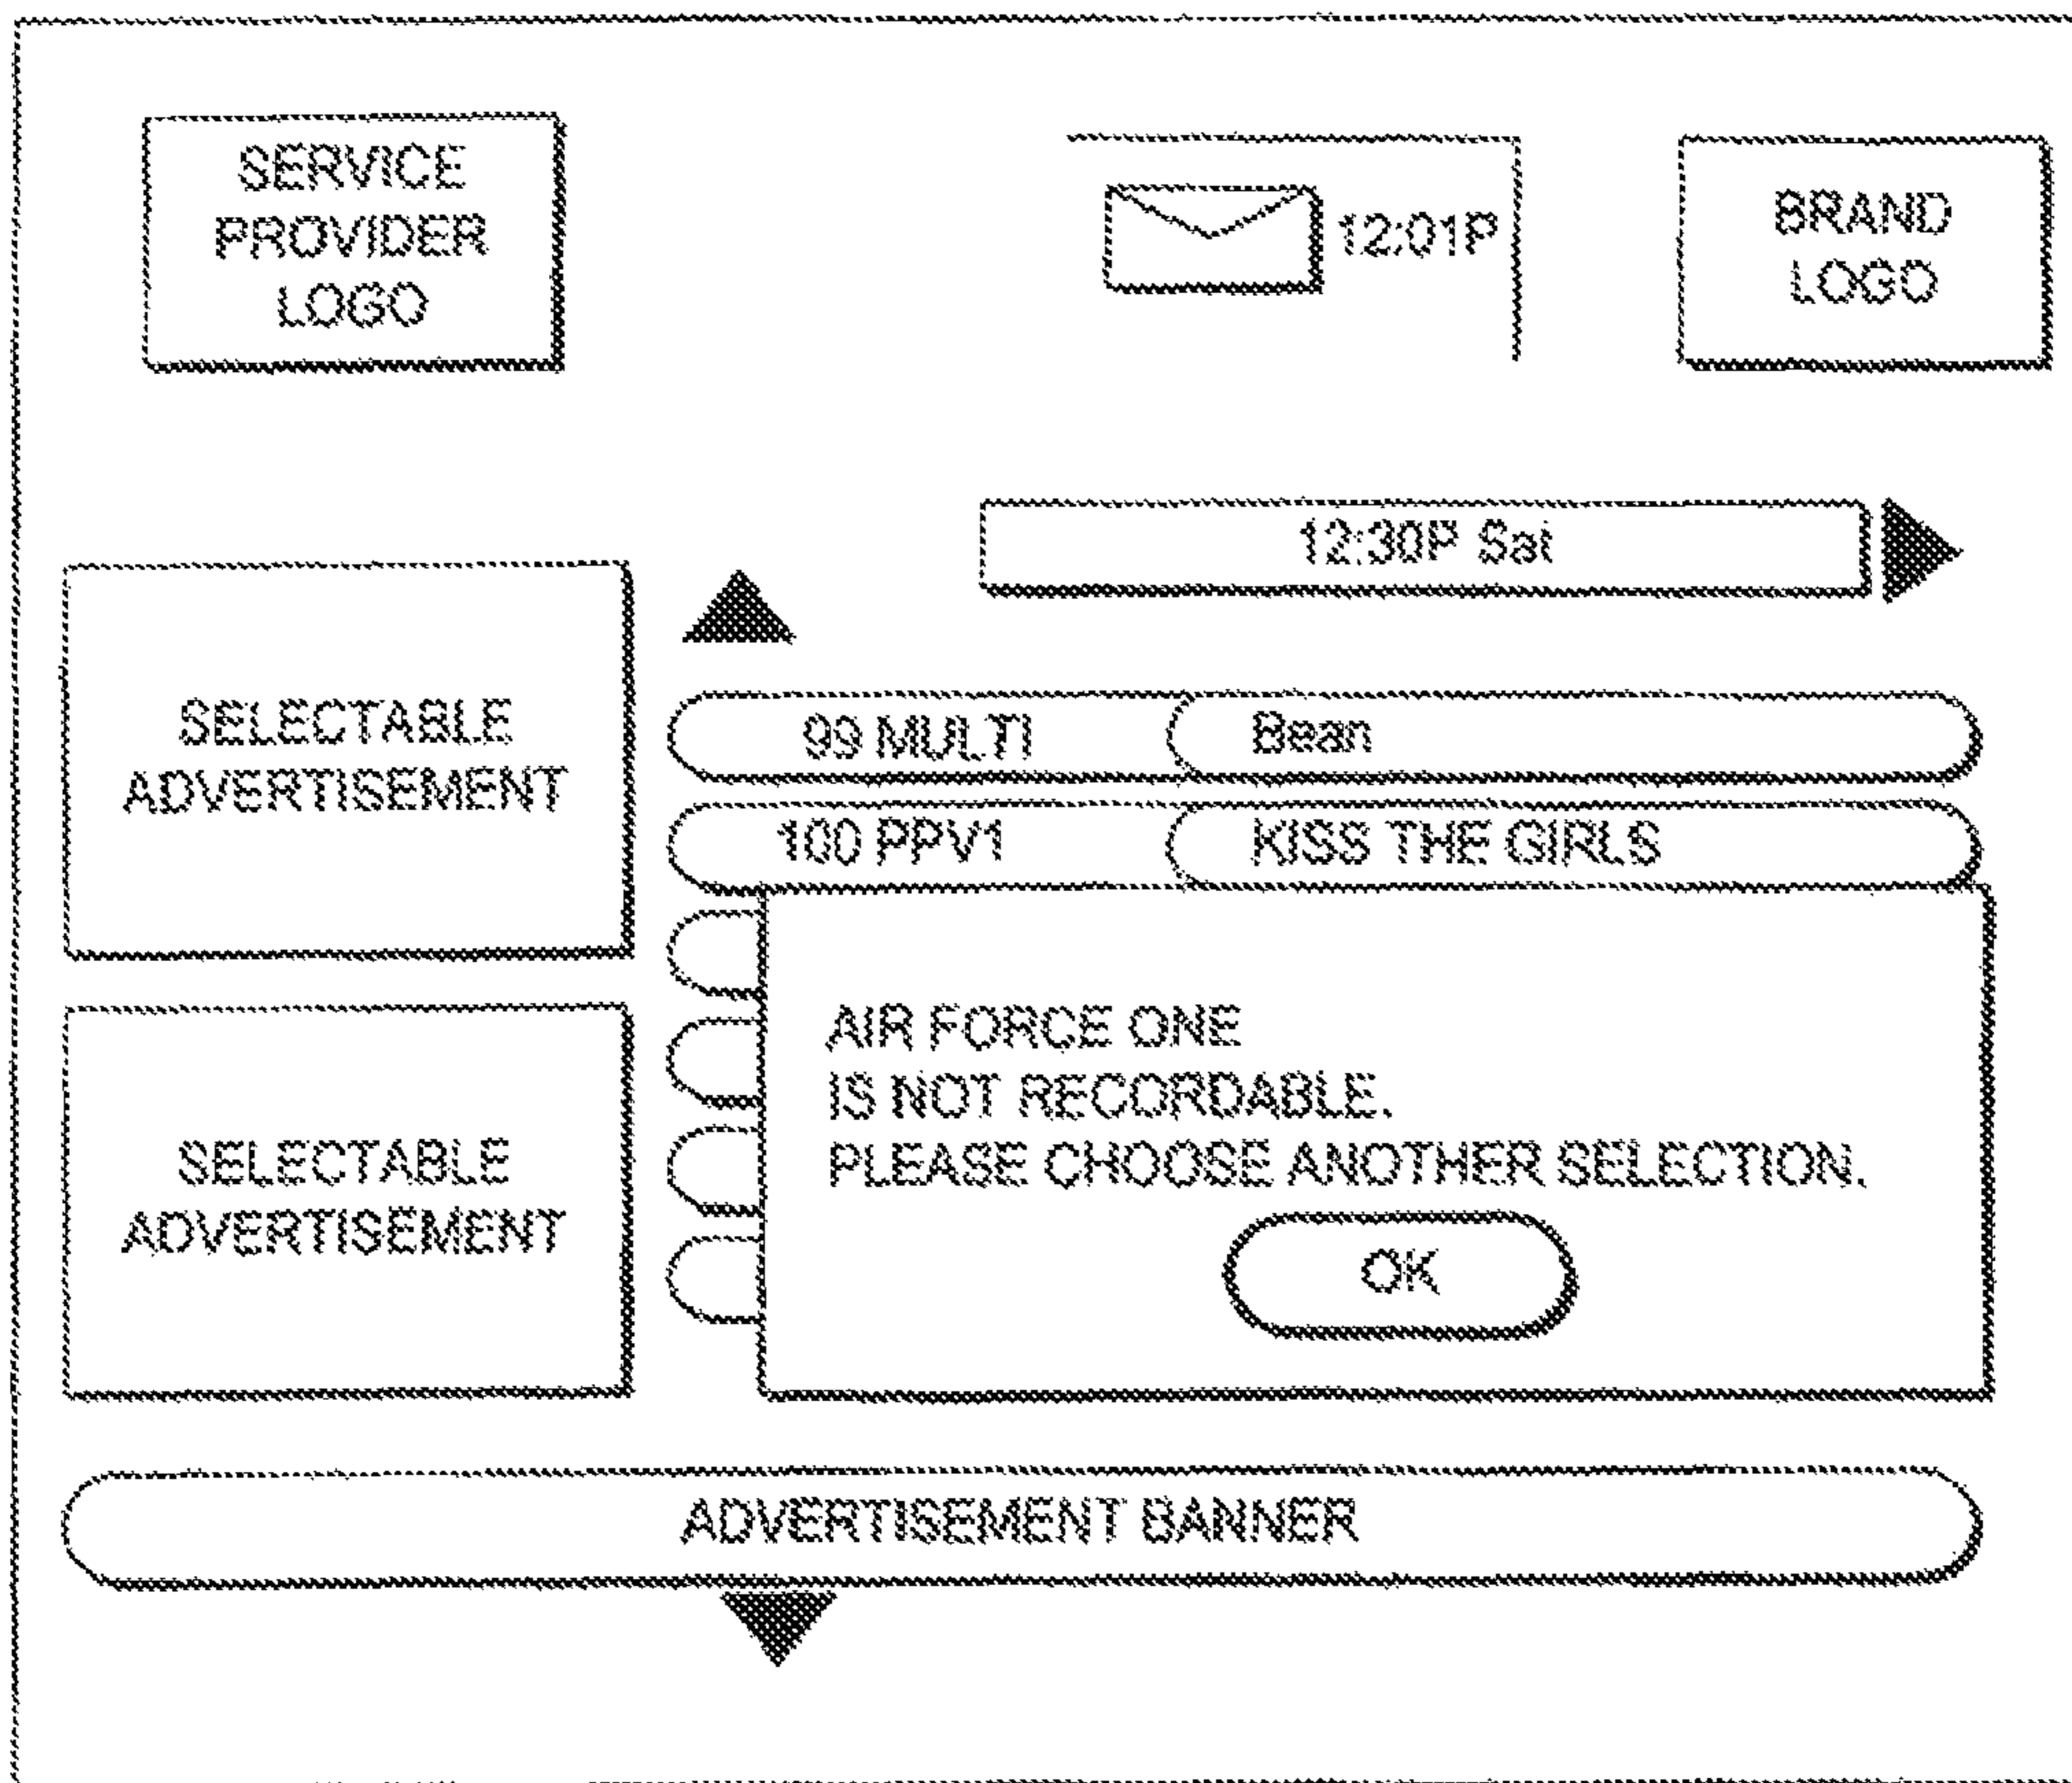 SERVICE
PROVIDER
LOGO
12:01P
BRAND
LOGO
12:30P Sat
SELECTABLE
ADVERTISEMENT
99 MULTI Bean
100 PPV1 KISS THE GIRLS
AIR FORCE ONE
IS NOT RECORDABLE.
PLEASE CHOOSE ANOTHER SELECTION.
OK
SELECTABLE
ADVERTISEMENT
ADVERTISEMENT BANNER